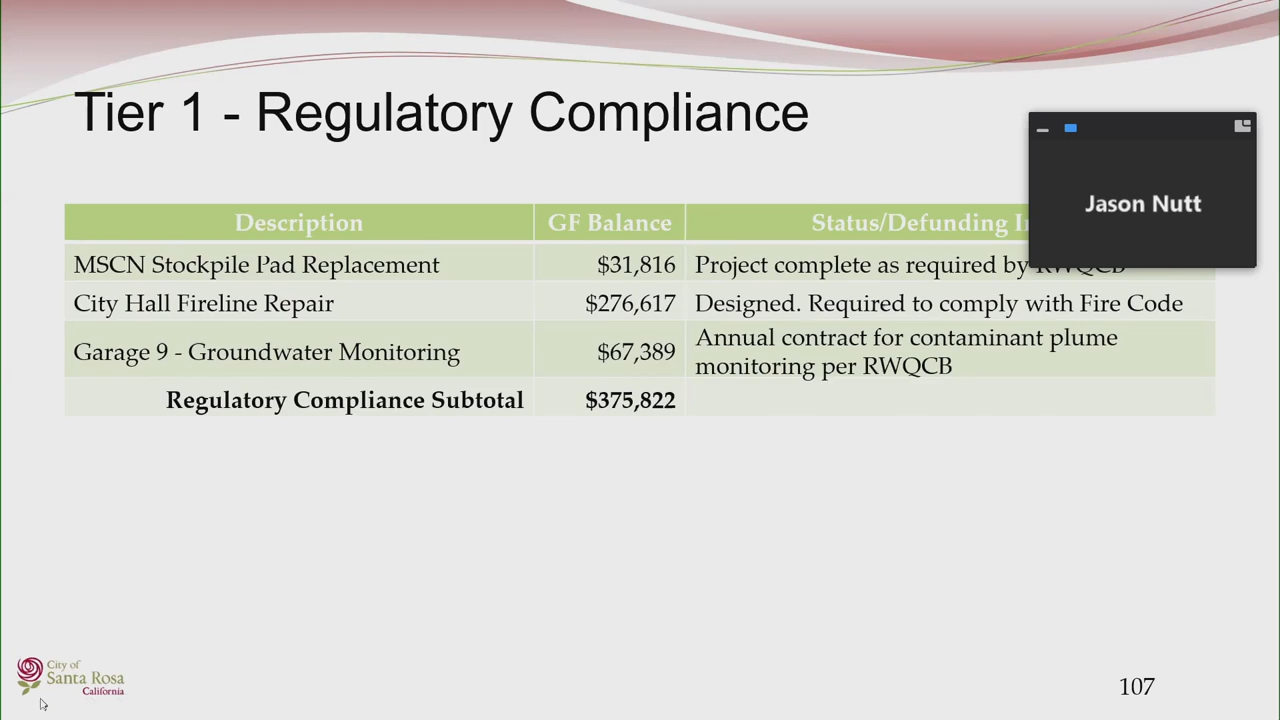 Tier 1 - Regulatory Compliance
Jason Nutt
Description GF Balance Status/Defunding
MSCN Stockpile Pad Replacement $31,816 Project complete as required by RWQCB
City Hall Fireline Repair $276,617 Designed. Required to comply with Fire Code
Garage 9 - Groundwater Monitoring $67,389 Annual contract for contaminant plume
monitoring per RWQCB
Regulatory Compliance Subtotal $375,822
City of
Santa Rosa
California
107